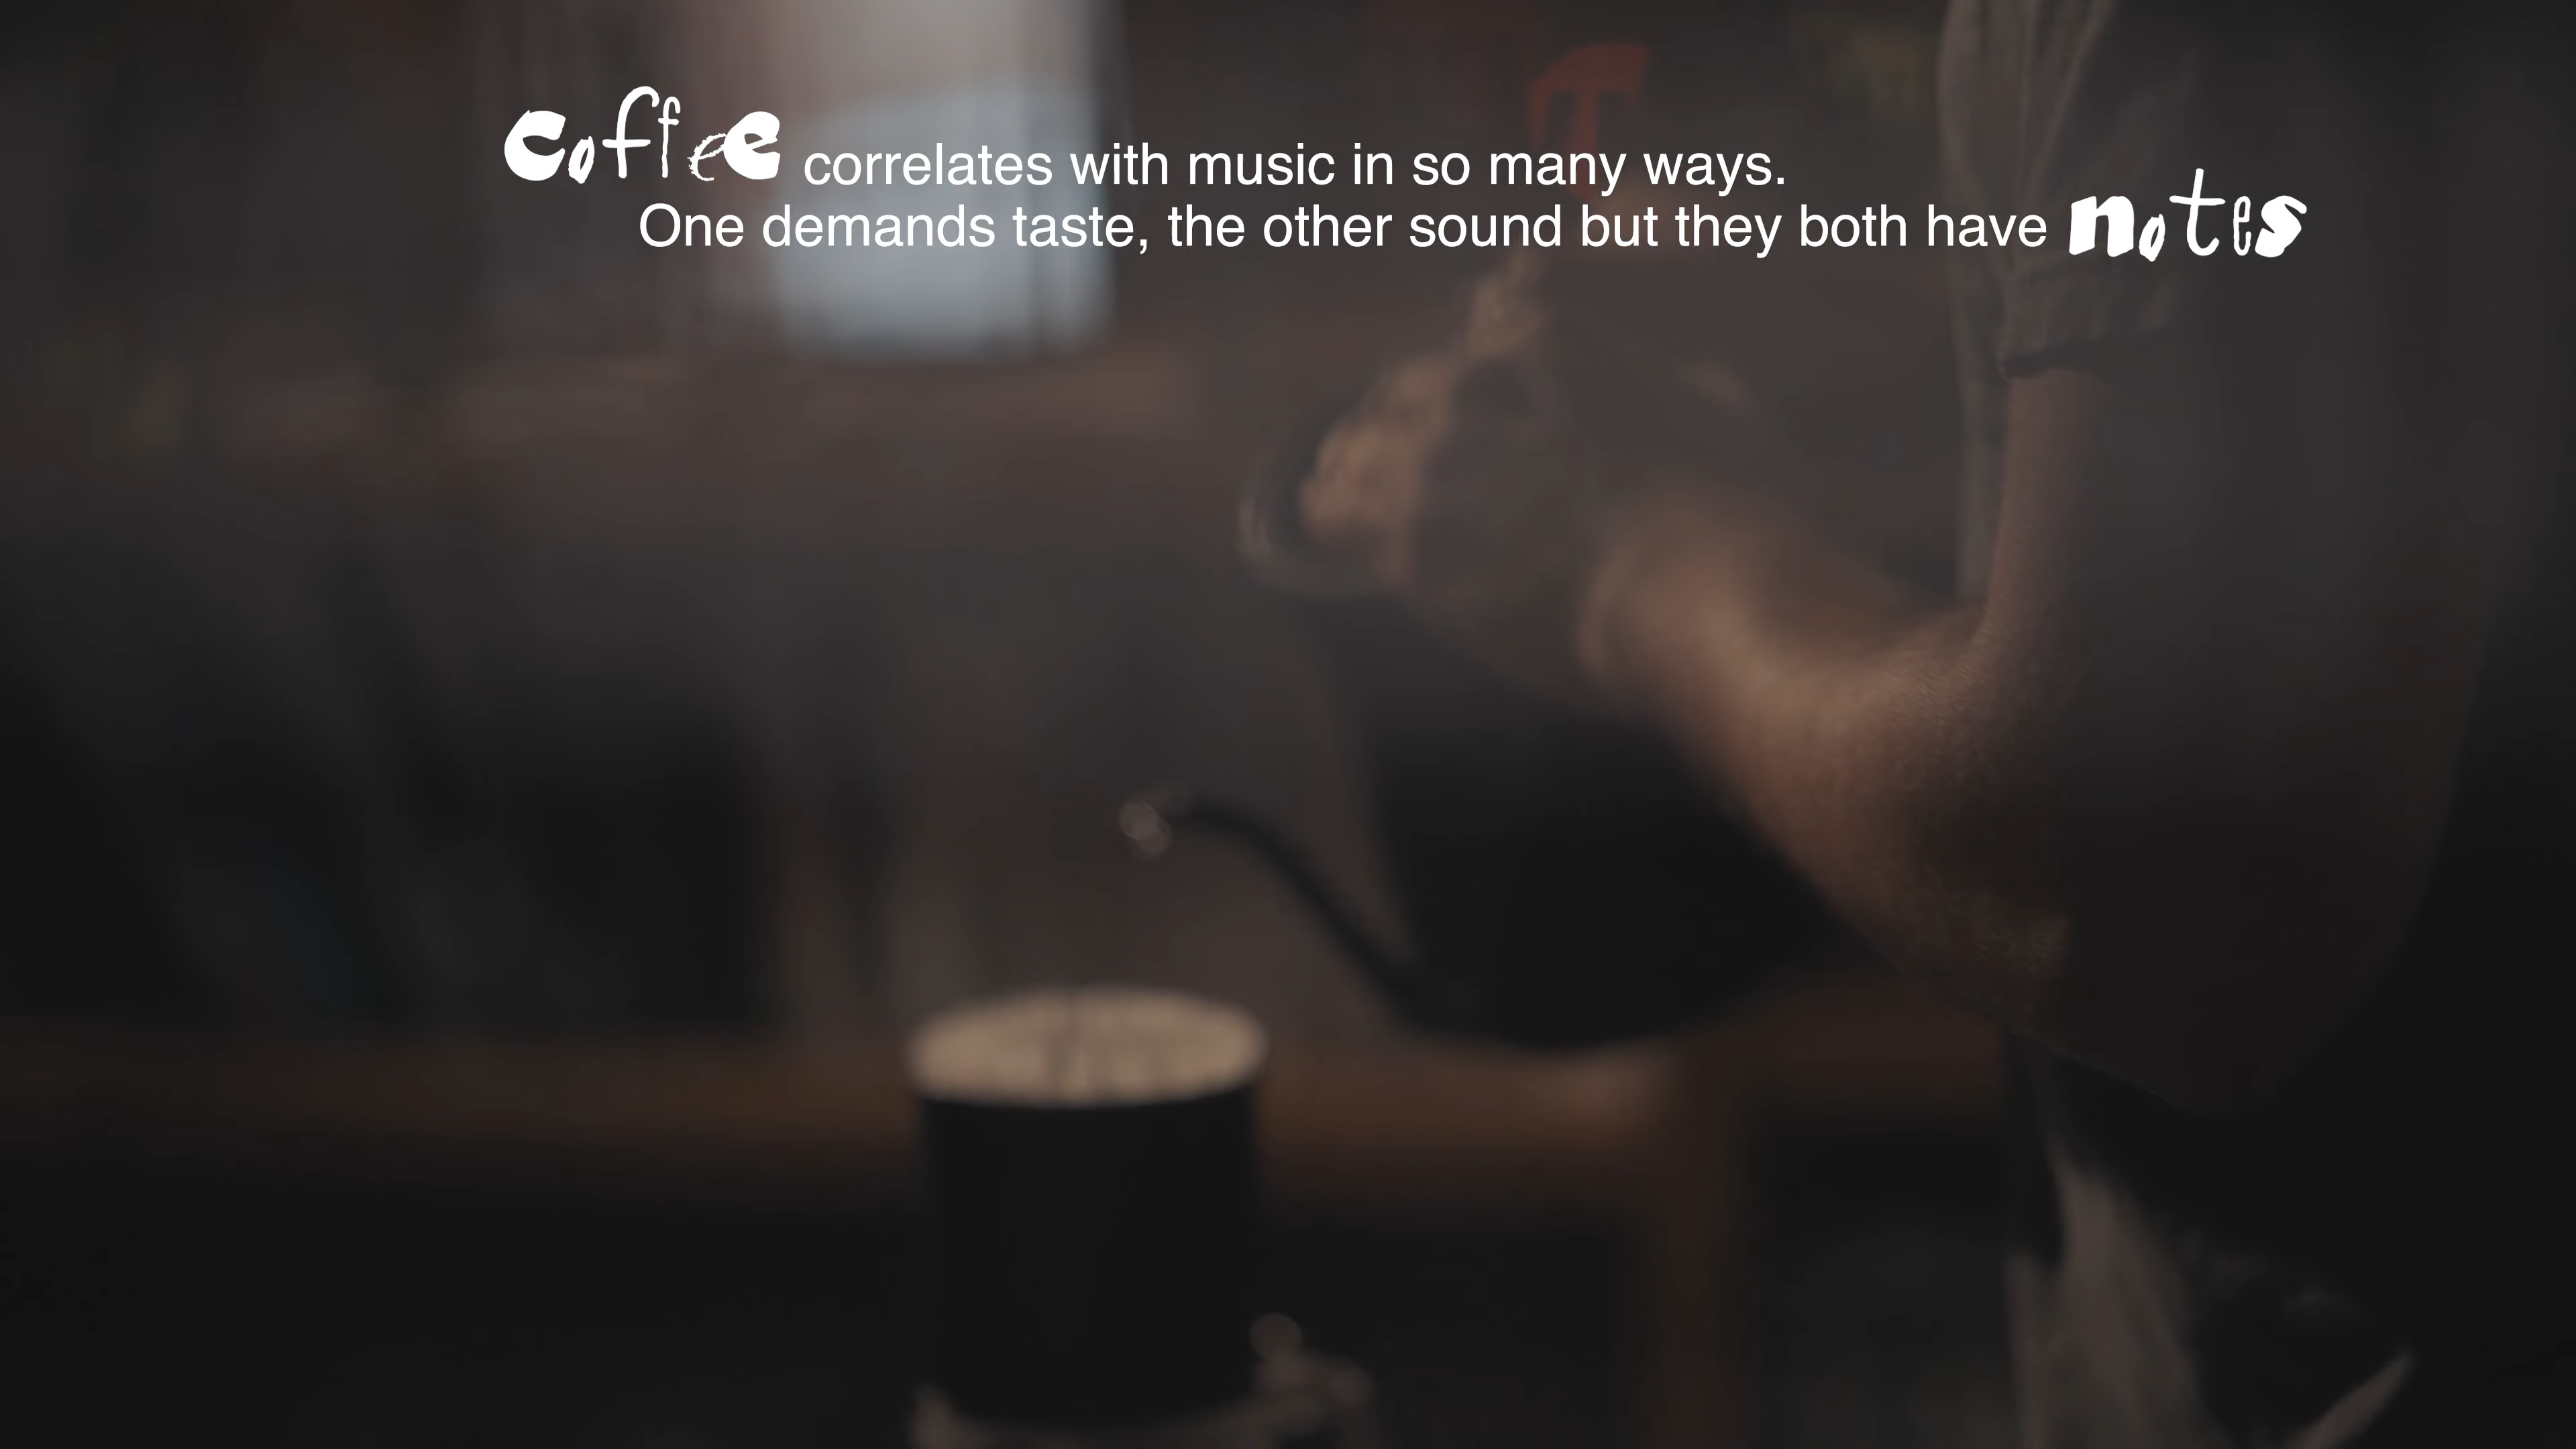 coffee correlates with music in so many ways.
One demands taste, the other sound but they both have notes